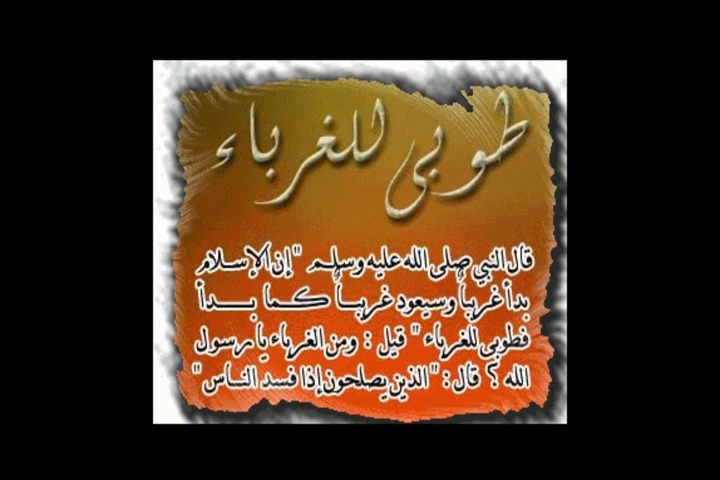 طوبى للغرباء
قال النبي صلى الله عليه وسلم "إن الإسلام
بدأ غريباً وسيعود غريباً كما بدأ
فطوبى للغرباء" قيل: ومن الغرباء يا رسول
الله؟ قال: "الذين يصلحون إذا فسد الناس"